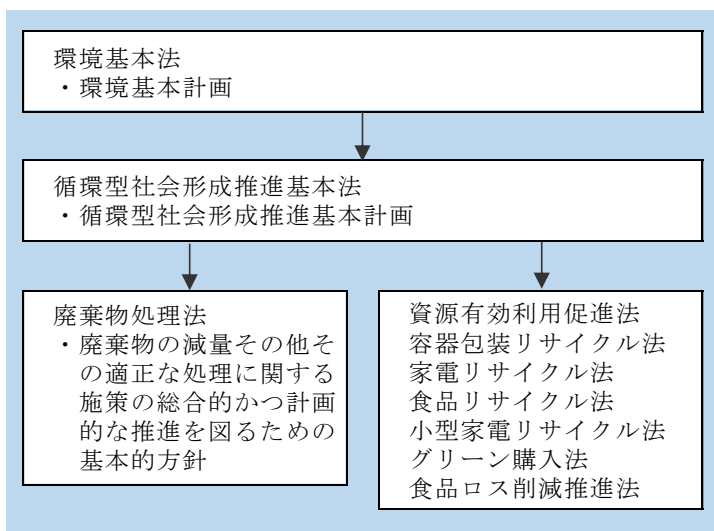 環境基本法
・環境基本計画
循環型社会形成推進基本法
・循環型社会形成推進基本計画
廃棄物処理法
・廃棄物の減量その他そ
の適正な処理に関する
施策の総合的かつ計画
的な推進を図るための
基本的方針
資源有効利用促進法
容器包装リサイクル法
家電リサイクル法
食品リサイクル法
小型家電リサイクル法
グリーン購入法
食品ロス削減推進法